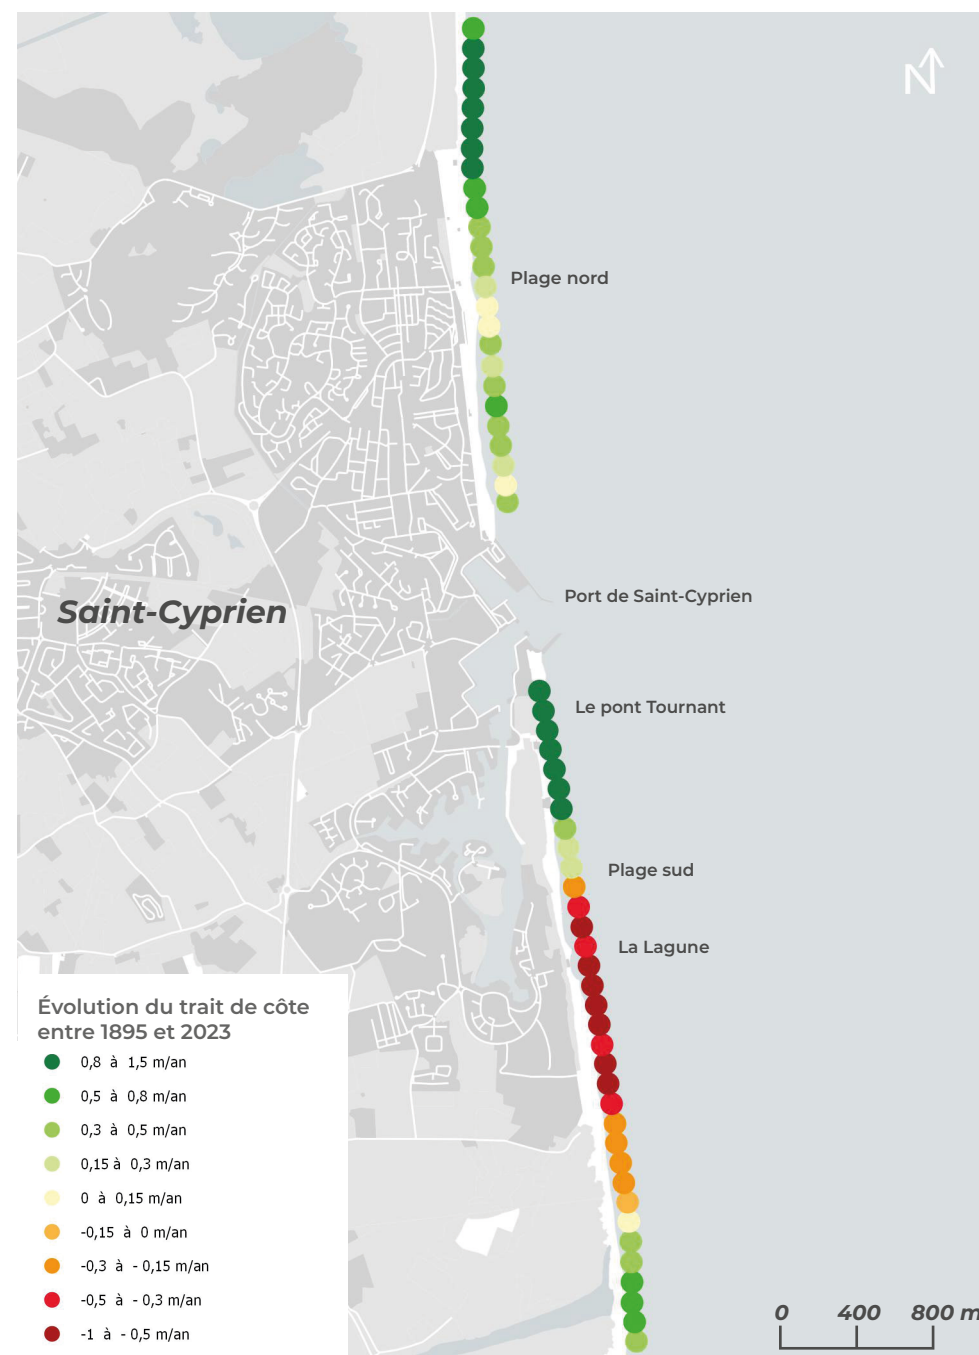 N
Plage nord
Port de Saint-Cyprien
Saint-Cyprien
Le pont Tournant
Plage sud
La Lagune
Évolution du trait de côte
entre 1895 et 2023
0,8 à 1,5 m/an
0,5 à 0,8 m/an
0,3 à 0,5 m/an
0,15 à 0,3 m/an
0 à 0,15 m/an
-0,15 à 0 m/an
-0,3 à - 0,15 m/an
-0,5 à - 0,3 m/an
-1 à - 0,5 m/an
0 400 800 m